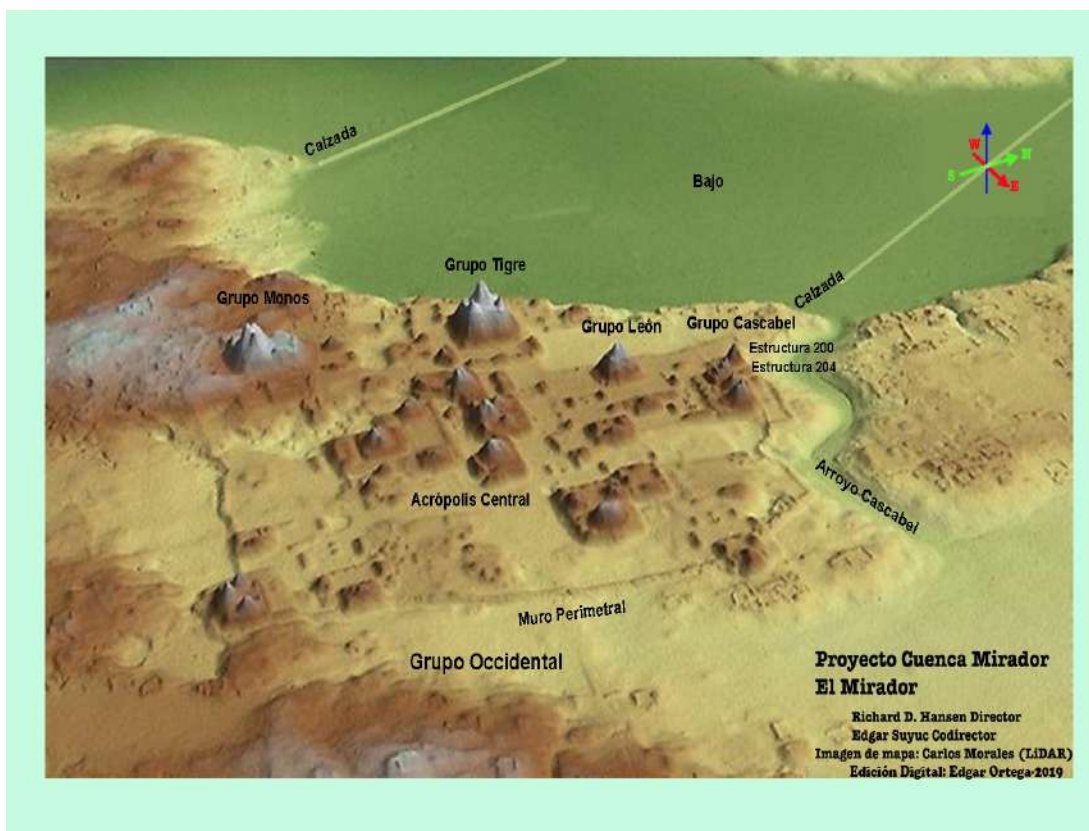 Calzada
W
N
S
E
Bajo
Grupo Tigre
Calzada
Grupo Monos
Grupo León
Grupo Cascabel
Estructura 200
Estructura 204
Arroyo Cascabel
Acrópolis Central
Muro Perimetral
Grupo Occidental
Proyecto Cuenca Mirador
El Mirador
Richard D. Hansen Director
Edgar Suyuc Codirector
Imagen de mapa: Carlos Morales (LiDAR)
Edición Digital: Edgar Ortega-2019